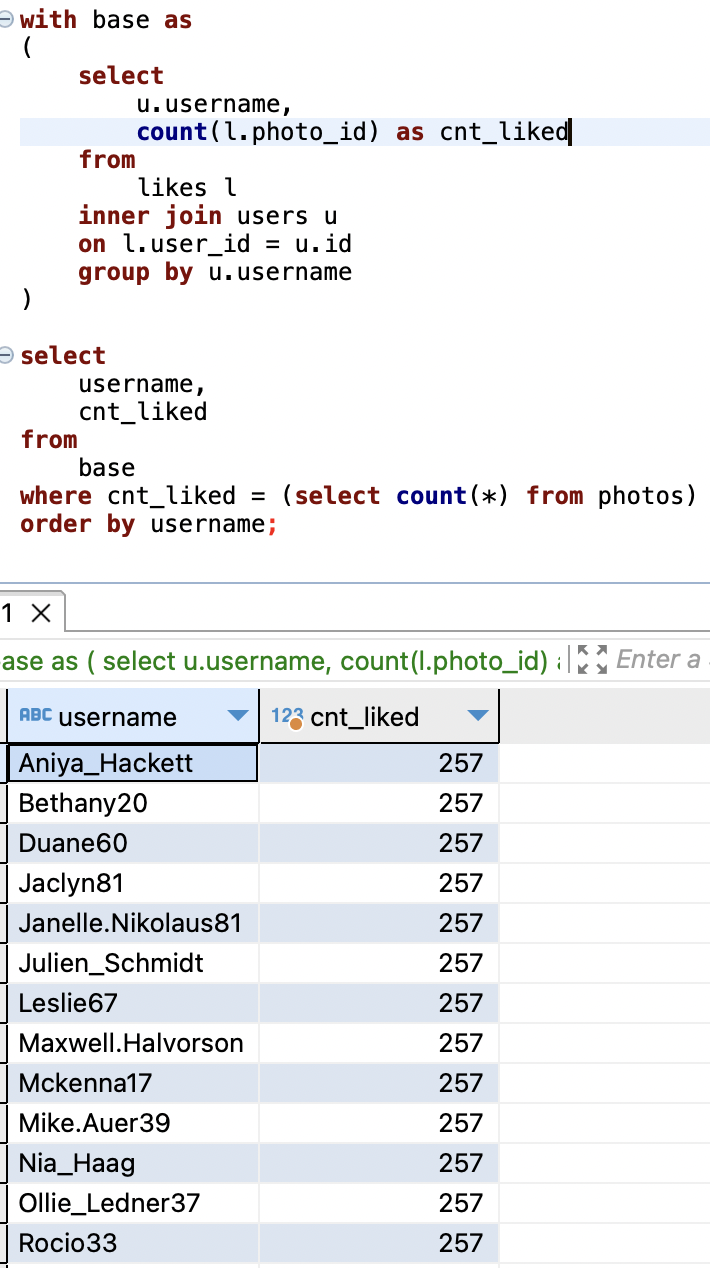 with base as
(
select
u.username,
count(l.photo_id) as cnt_liked
from
likes l
inner join users u
on l.user_id = u.id
group by u.username
)
select
username,
cnt_liked
from
base
where cnt_liked = (select count(*) from photos)
order by username;
1
ase as ( select u.username, count(l.photo_id) Enter a
ABC username 123 cnt_liked
Aniya_Hackett 257
Bethany20 257
Duane60 257
Jaclyn81 257
Janelle.Nikolaus81 257
Julien_Schmidt 257
Leslie67 257
Maxwell.Halvorson 257
Mckenna17 257
Mike.Auer39 257
Nia_Haag 257
Ollie_Ledner37 257
Rocio33 257